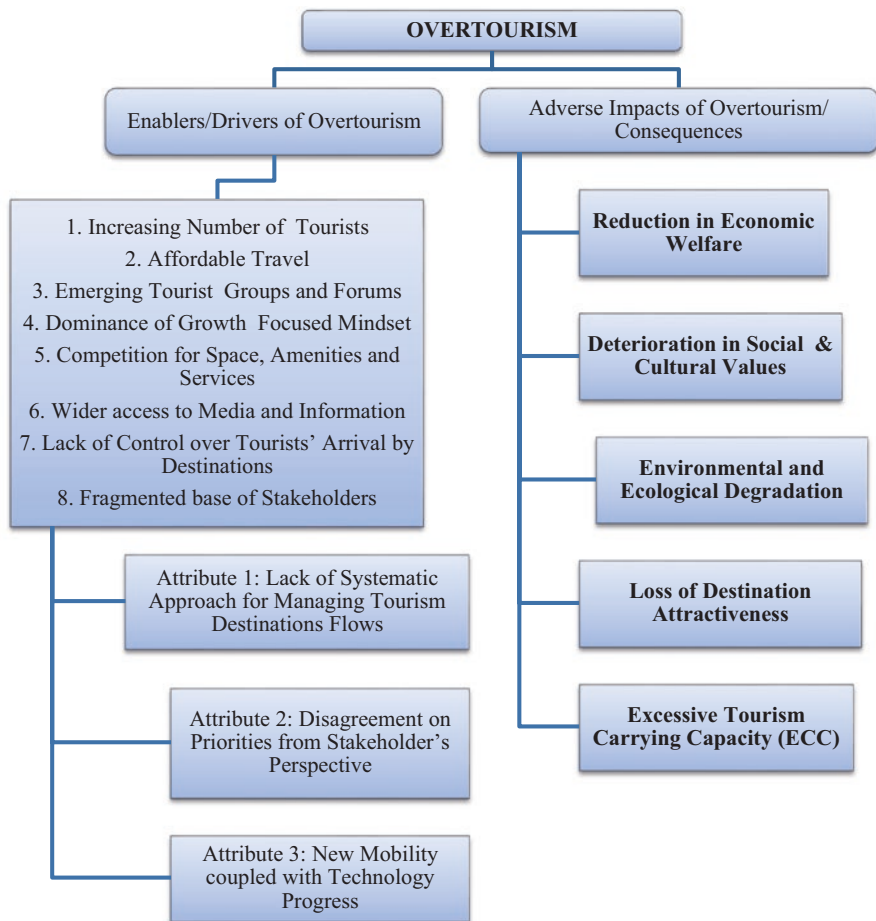 OVERTOURISM
Enablers/Drivers of Overtourism
1. Increasing Number of Tourists
2. Affordable Travel
3. Emerging Tourist Groups and Forums
4. Dominance of Growth Focused Mindset
5. Competition for Space, Amenities and
Services
6. Wider access to Media and Information
7. Lack of Control over Tourists' Arrival by
Destinations
8. Fragmented base of Stakeholders
Attribute 1: Lack of Systematic
Approach for Managing Tourism
Destinations Flows
Attribute 2: Disagreement on
Priorities from Stakeholder's
Perspective
Attribute 3: New Mobility
coupled with Technology
Progress
Adverse Impacts of Overtourism/
Consequences
Reduction in Economic
Welfare
Deterioration in Social &
Cultural Values
Environmental and
Ecological Degradation
Loss of Destination
Attractiveness
Excessive Tourism
Carrying Capacity (ECC)